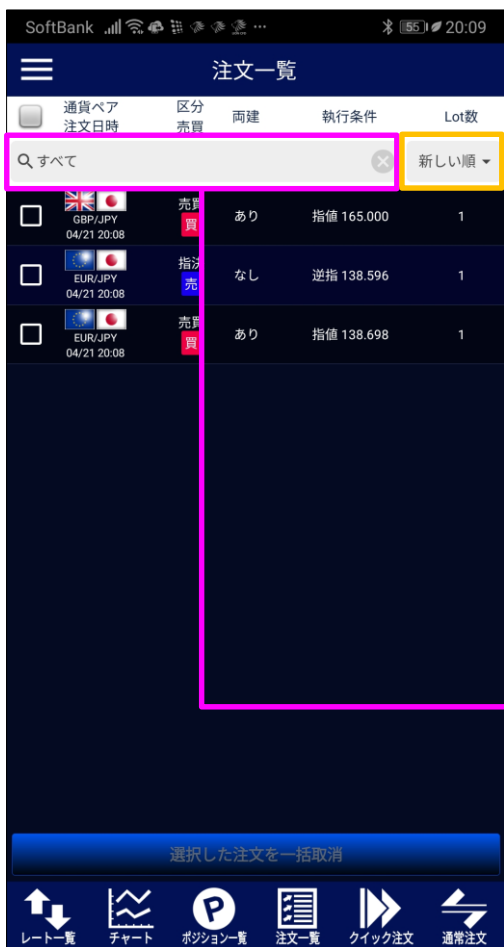 SoftBank 55 20:09
注文一覧
通貨ペア 区分 両建 執行条件 Lot数
注文日時 売買
すべて 新しい順
売買
GBP/JPY 買 あり 指値 165.000 1
04/21 20:08
指決
EUR/JPY 売 なし 逆指 138.596 1
04/21 20:08
売買
EUR/JPY 買 あり 指値 138.698 1
04/21 20:08
選択した注文を一括取消
P
レート一覧 チャート ポジション一覧 注文一覧 クイック注文 通常注文